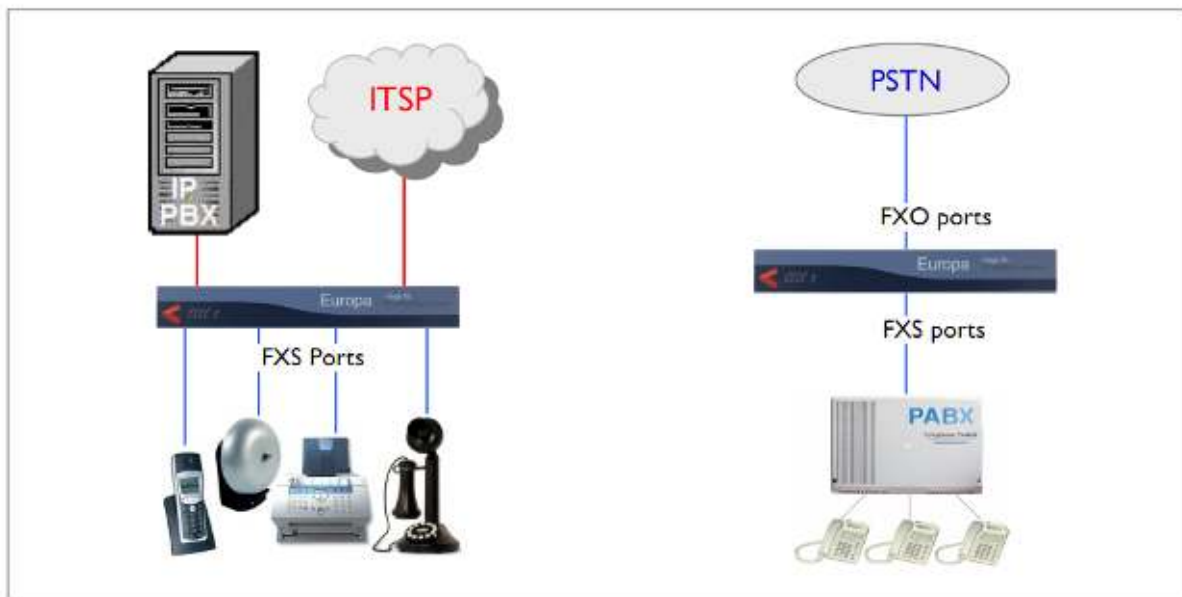 IP
PBX
ITSP
Europa
FXS Ports
PSTN
FXO ports
Europa
FXS ports
PABX